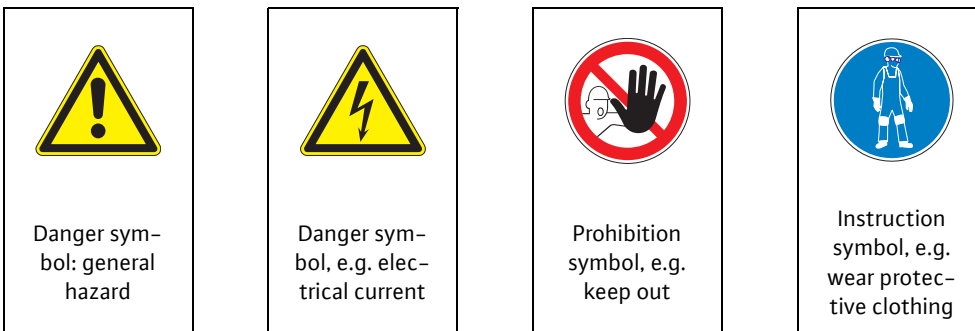 Danger sym-
bol: general
hazard
Danger sym-
bol, e.g. elec-
trical current
Prohibition
symbol, e.g.
keep out
Instruction
symbol, e.g.
wear protec-
tive clothing